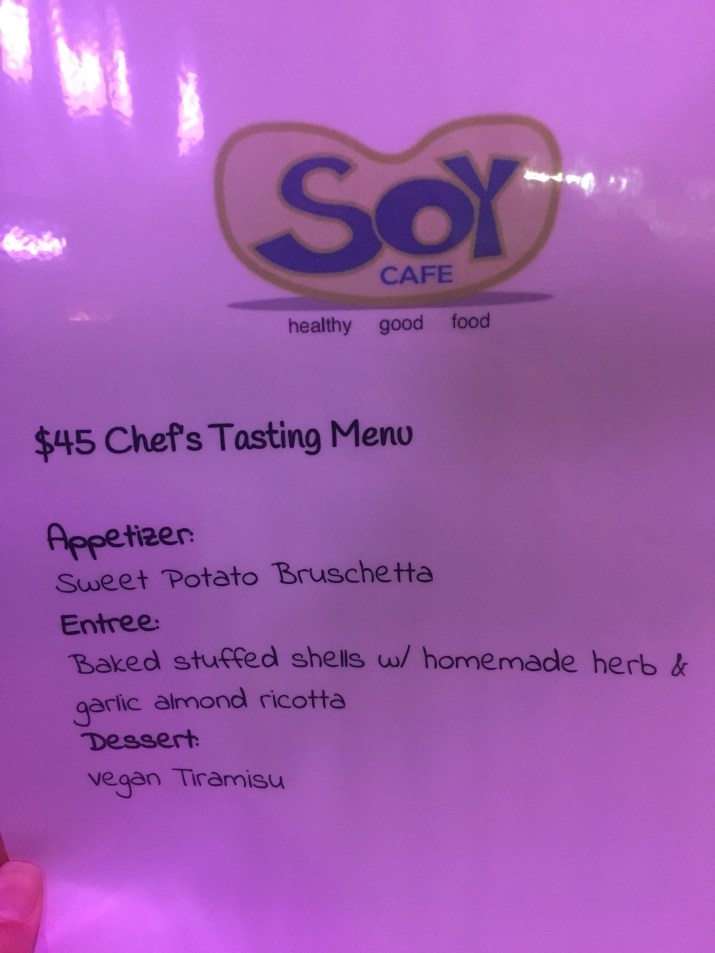 SOY
CAFE
healthy good food
$45 Chef's Tasting Menu
Appetizer:
Sweet Potato Bruschetta
Entree:
Baked stuffed shells w/ homemade herb &
garlic almond ricotta
Dessert:
vegan Tiramisu